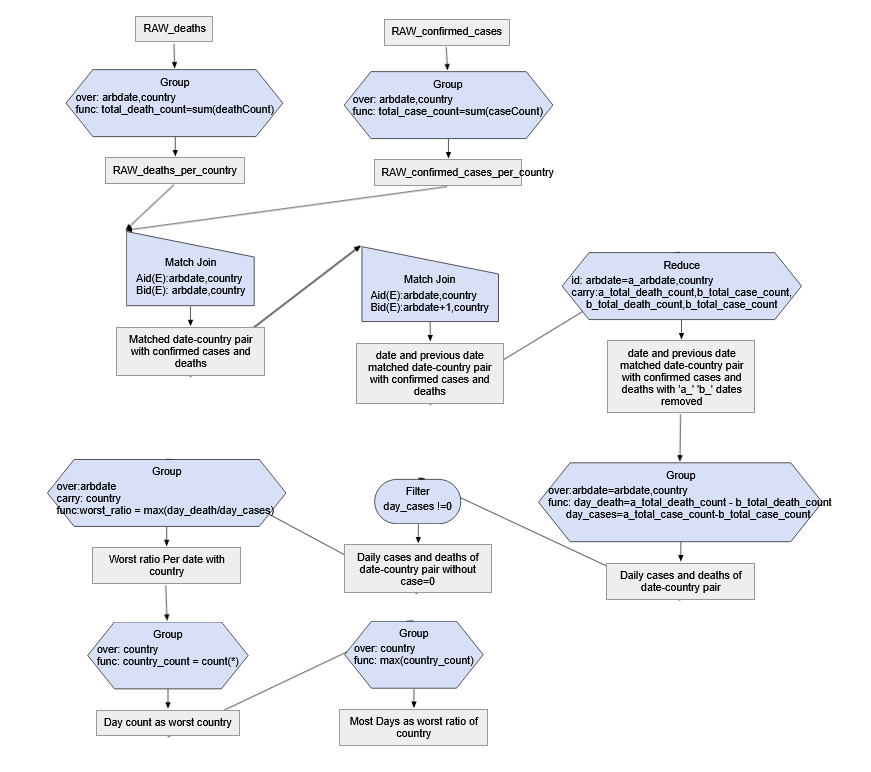 RAW_deaths
RAW_confirmed_cases
Group
over: arbdate,country
func: total_death_count=sum(deathCount)
Group
over: arbdate,country
func: total_case_count=sum(caseCount)
RAW_deaths_per_country
RAW_confirmed_cases_per_country
Match Join
Aid(E):arbdate,country
Bid(E): arbdate,country
Match Join
Aid(E):arbdate,country
Bid(E):arbdate+1,country
Reduce
id: arbdate=a_arbdate,country
carry:a_total_death_count,b_total_case_count,
b_total_death_count,b_total_case_count
Matched date-country pair
with confirmed cases and
deaths
date and previous date
matched date-country pair
with confirmed cases and
deaths
date and previous date
matched date-country pair
with confirmed cases and
deaths with 'a_' 'b_' dates
removed
Group
over:arbdate
carry: country
func:worst_ratio = max(day_death/day_cases)
Filter
day_cases !=0
Group
over:arbdate=arbdate,country
func: day_death=a_total_death_count - b_total_death_count
day_cases=a_total_case_count-b_total_case_count
Worst ratio Per date with
country
Daily cases and deaths of
date-country pair without
case=0
Daily cases and deaths of
date-country pair
Group
over: country
func: country_count = count(*)
Group
over: country
func: max(country_count)
Day count as worst country
Most Days as worst ratio of
country